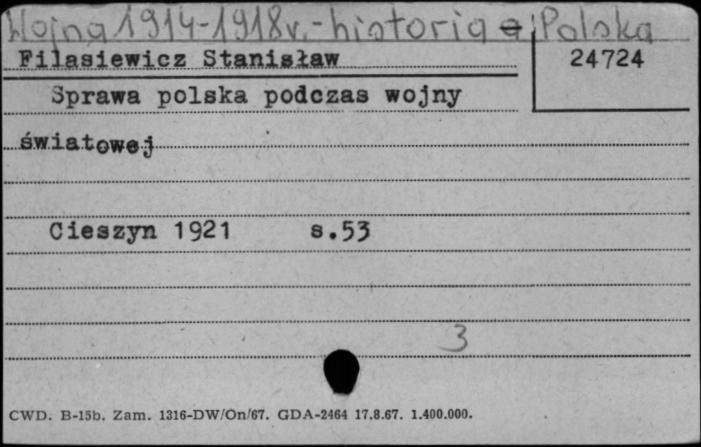 Wojna 1914-1918r.-historia a Polska
Filasiewicz Stanisław 24724
Sprawa polska podczas wojny
światowej
Cieszyn 1921 s.53
3
CWD. B-15b. Zam. 1316-DW/On/67. GDA-2464 17.8.67. 1.400.000.